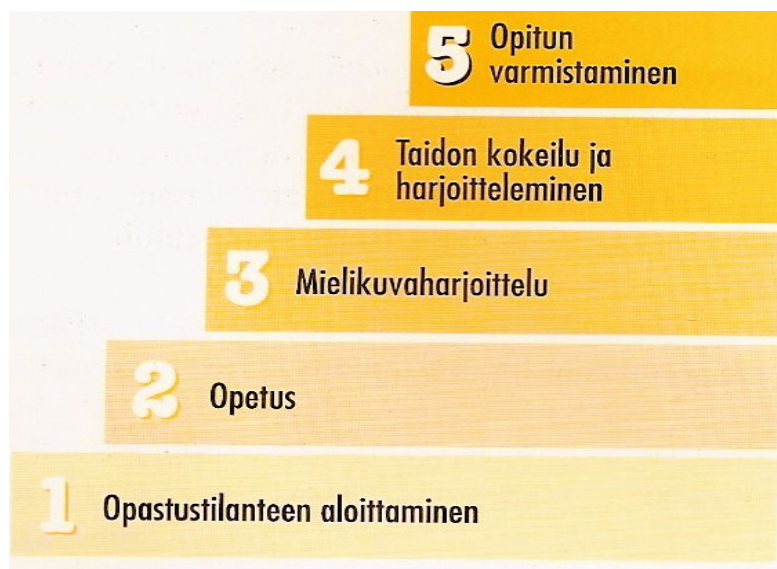 5 Opitun
varmistaminen
4 Taidon kokeilu ja
harjoitteleminen
3 Mielikuvaharjoittelu
2 Opetus
1 Opastustilanteen aloittaminen